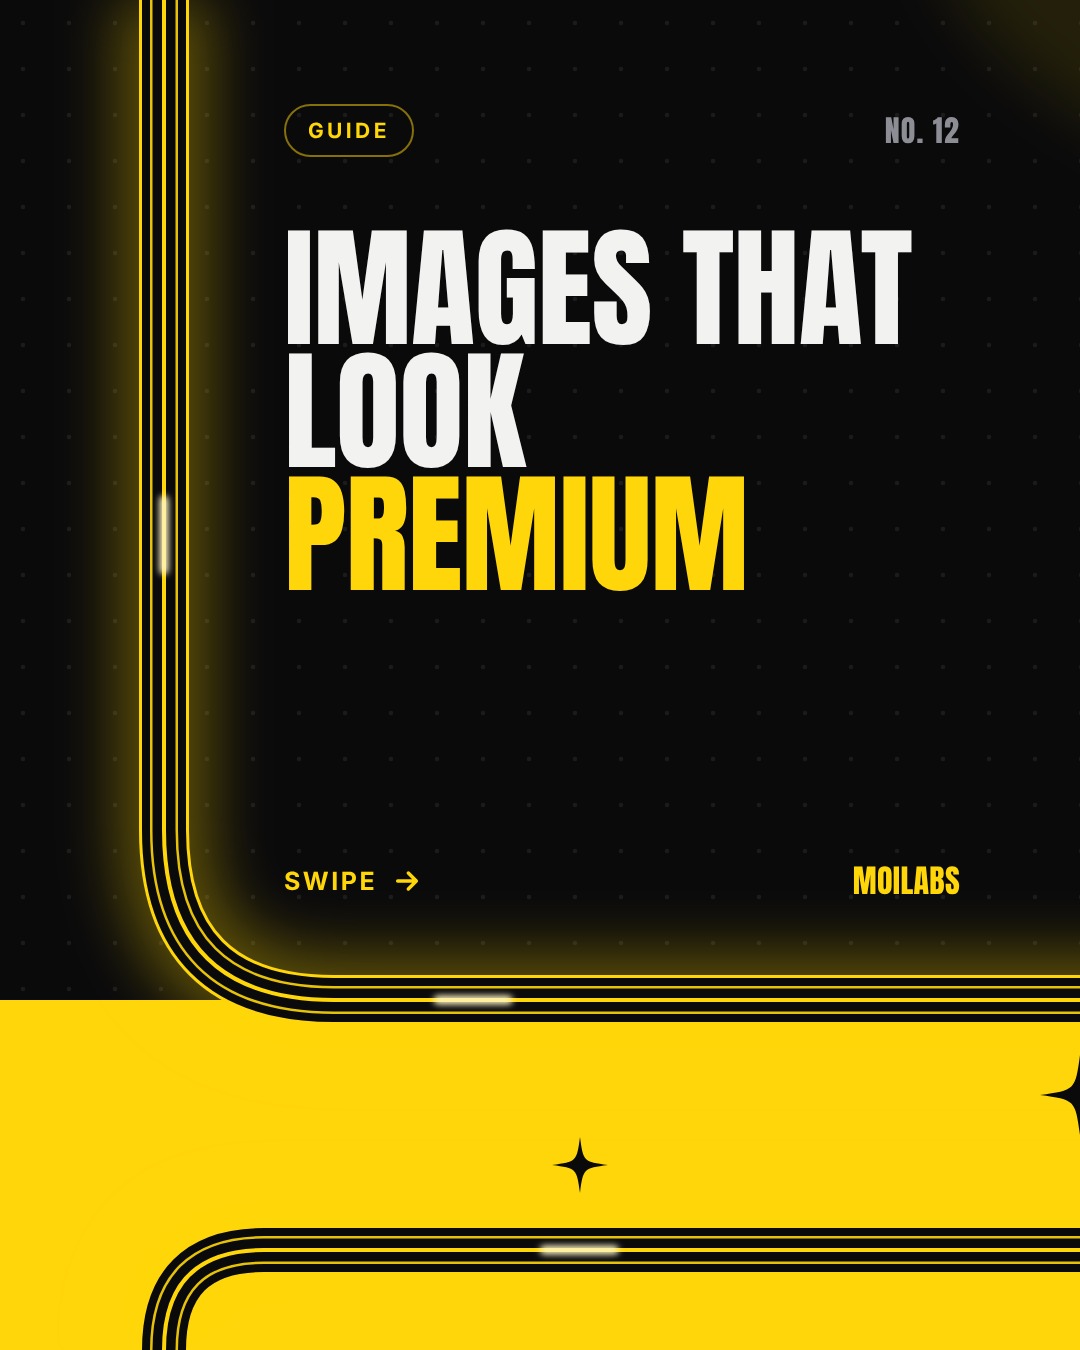 GUIDE
NO. 12
IMAGES THAT
LOOK
PREMIUM
SWIPE →
MOILABS